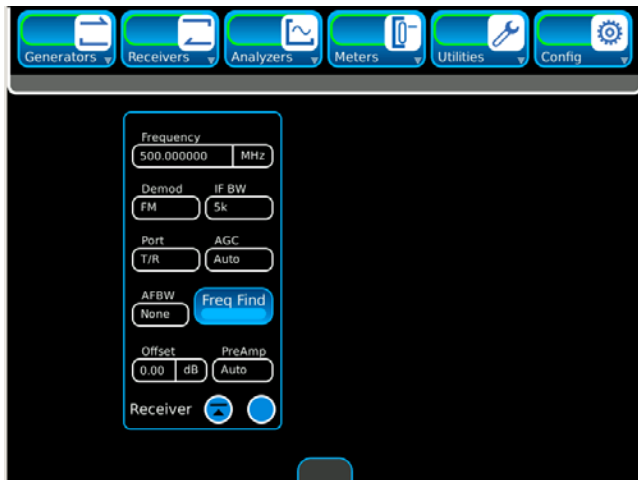 Generators Receivers Analyzers Meters Utilities Config
Frequency
500.000000 MHz
Demod IF BW
FM 5k
Port AGC
T/R Auto
AFBW Freq Find
None
Offset PreAmp
0.00 dB Auto
Receiver